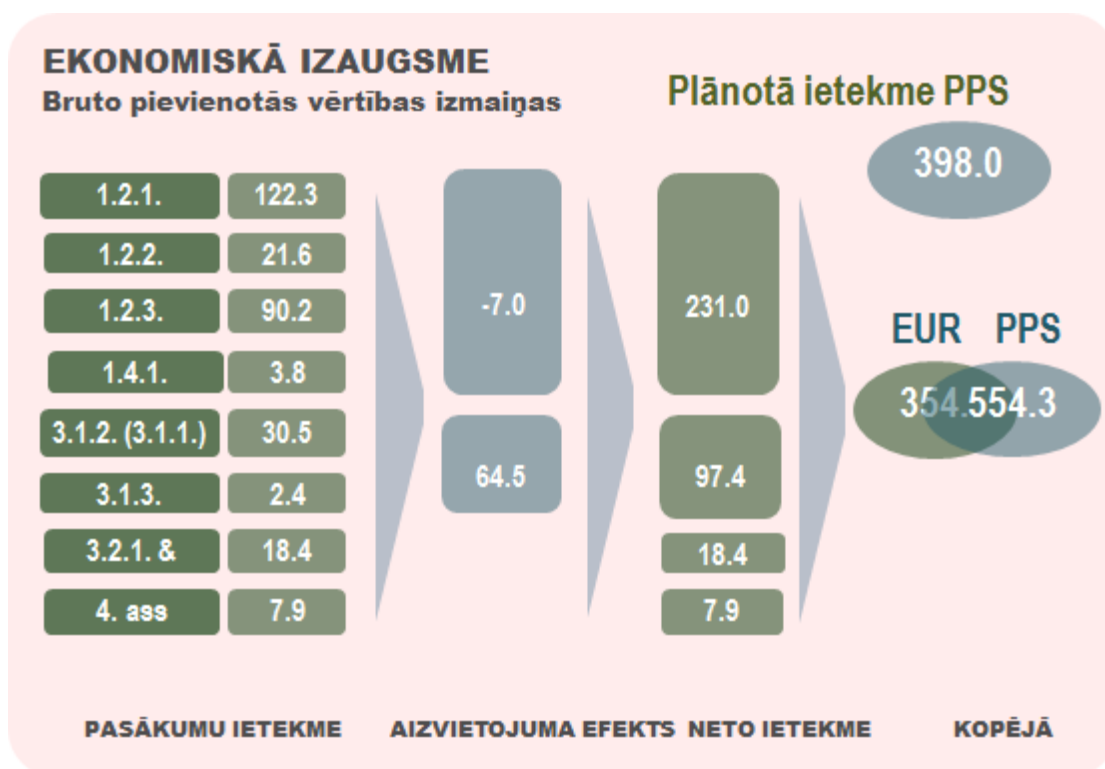 EKONOMISKĀ IZAUGSME
Bruto pievienotās vērtības izmaiņas
Plānotā ietekme PPS
398.0
1.2.1. 122.3
1.2.2. 21.6
1.2.3. 90.2
1.4.1. 3.8
3.1.2. (3.1.1.) 30.5
3.1.3. 2.4
3.2.1. & 18.4
4. ass 7.9
-7.0
64.5
231.0
97.4
18.4
7.9
EUR PPS
554.3
PASĀKUMU IETEKME AIZVIETOJUMA EFEKTS NETO IETEKME KOPĒJĀ